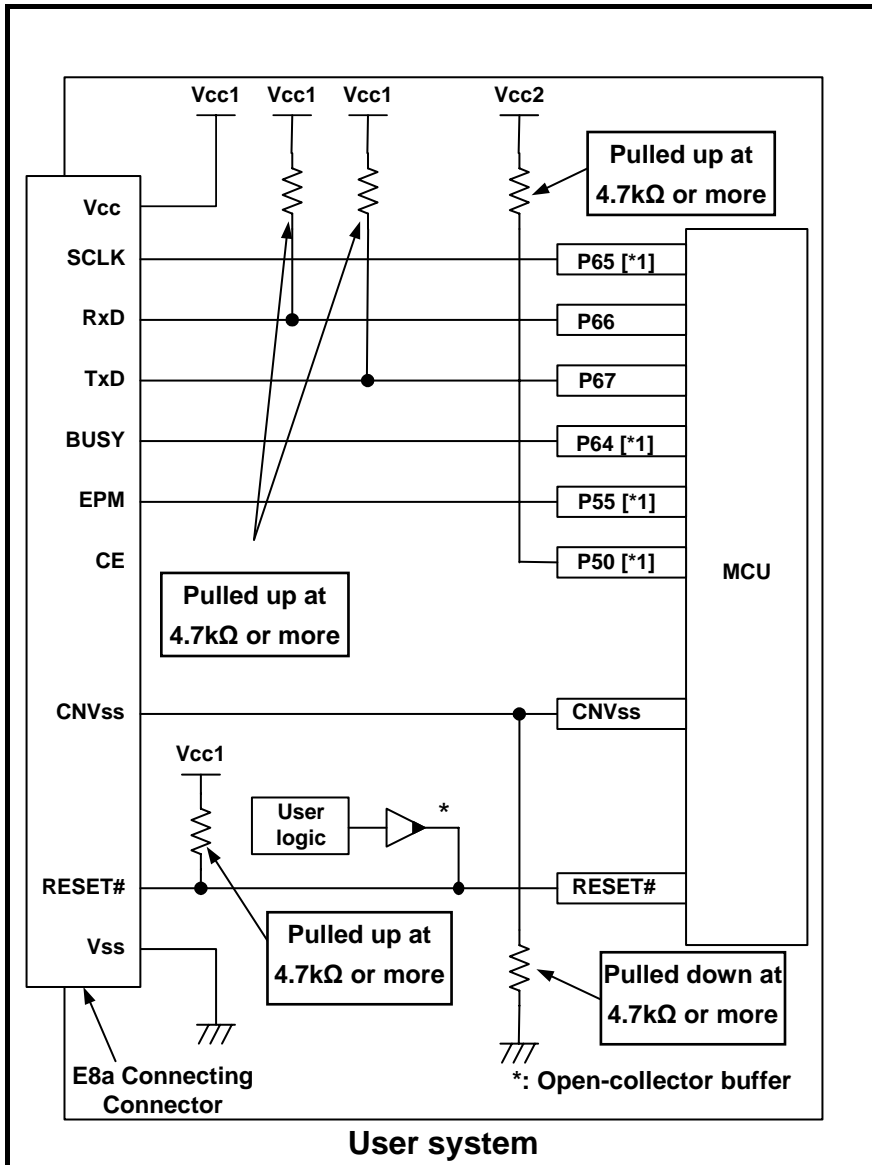 Vcc1
Vcc1
Vcc1
Vcc2
Pulled up at
4.7kΩ or more
Vcc
SCLK
P65 [*1]
RxD
P66
TxD
P67
BUSY
P64 [*1]
EPM
P55 [*1]
CE
P50 [*1]
MCU
Pulled up at
4.7kΩ or more
CNVss
CNVss
Vcc1
User
logic
*
RESET#
RESET#
Vss
Pulled up at
4.7kΩ or more
Pulled down at
4.7kΩ or more
E8a Connecting
Connector
*: Open-collector buffer
User system